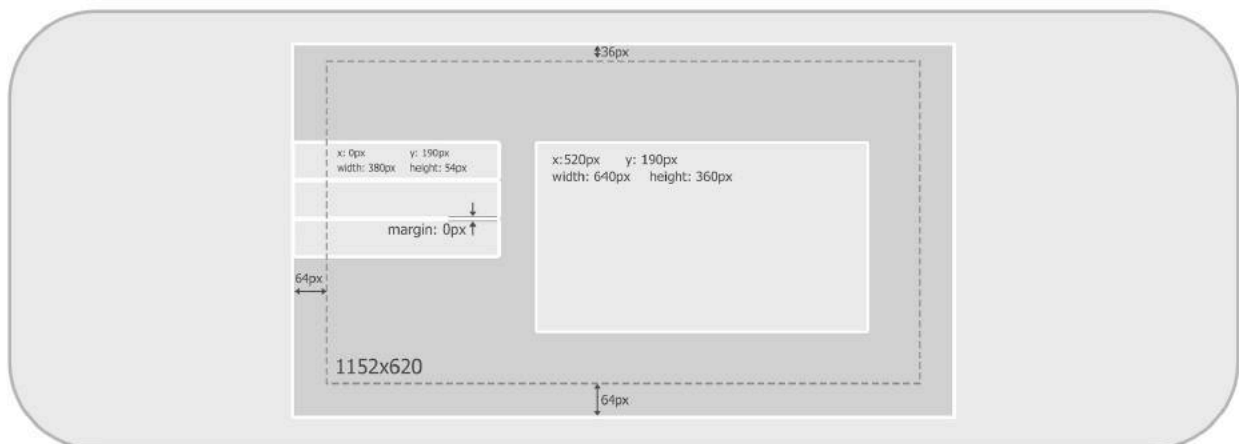 36px
x: 0px y: 190px
width: 380px height: 54px
x:520px y: 190px
width: 640px height: 360px
margin: 0px
64px
1152x620
64px